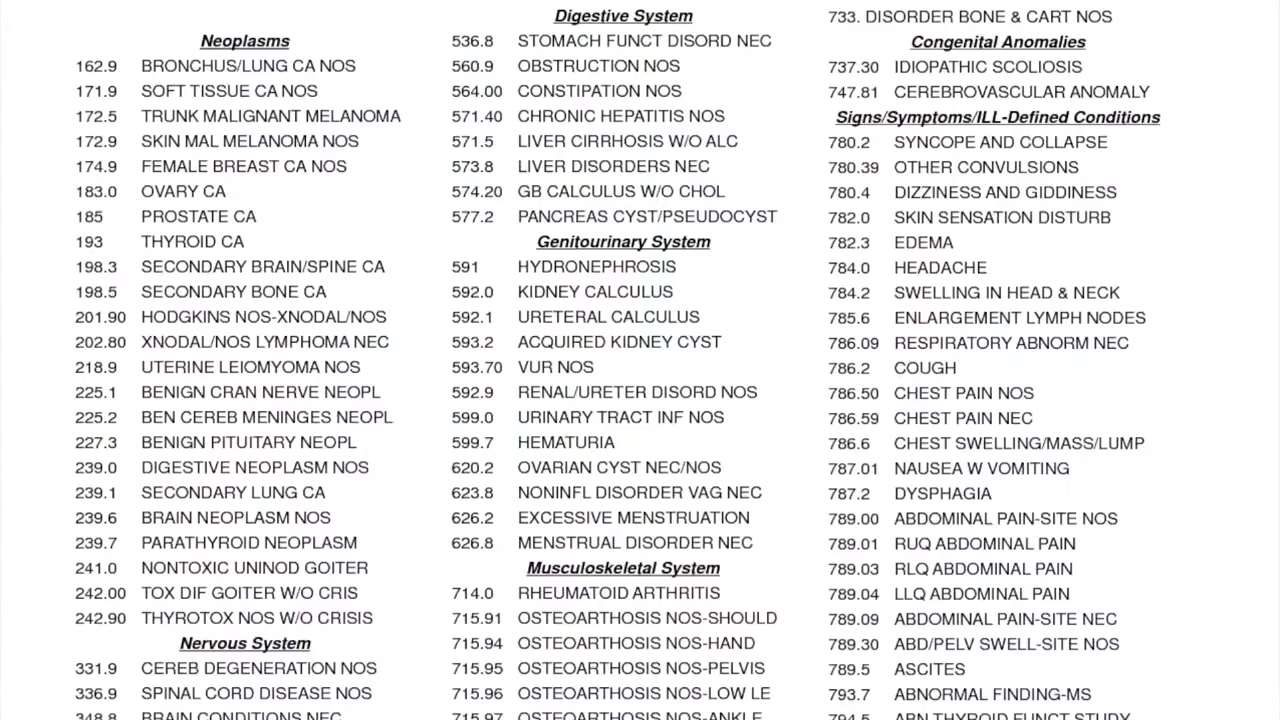 Neoplasms
162.9 BRONCHUS/LUNG CA NOS
171.9 SOFT TISSUE CA NOS
172.5 TRUNK MALIGNANT MELANOMA
172.9 SKIN MAL MELANOMA NOS
174.9 FEMALE BREAST CA NOS
183.0 OVARY CA
185 PROSTATE CA
193 THYROID CA
198.3 SECONDARY BRAIN/SPINE CA
198.5 SECONDARY BONE CA
201.90 HODGKINS NOS-XNODAL/NOS
202.80 XNODAL/NOS LYMPHOMA NEC
218.9 UTERINE LEIOMYOMA NOS
225.1 BENIGN CRAN NERVE NEOPL
225.2 BEN CEREB MENINGES NEOPL
227.3 BENIGN PITUITARY NEOPL
239.0 DIGESTIVE NEOPLASM NOS
239.1 SECONDARY LUNG CA
239.6 BRAIN NEOPLASM NOS
239.7 PARATHYROID NEOPLASM
241.0 NONTOXIC UNINOD GOITER
242.00 TOX DIF GOITER W/O CRIS
242.90 THYROTOX NOS W/O CRISIS
Nervous System
331.9 CEREB DEGENERATION NOS
336.9 SPINAL CORD DISEASE NOS
348.8 BRAIN CONDITIONS NEC
Digestive System
536.8 STOMACH FUNCT DISORD NEC
560.9 OBSTRUCTION NOS
564.00 CONSTIPATION NOS
571.40 CHRONIC HEPATITIS NOS
571.5 LIVER CIRRHOSIS W/O ALC
573.8 LIVER DISORDERS NEC
574.20 GB CALCULUS W/O CHOL
577.2 PANCREAS CYST/PSEUDOCYST
Genitourinary System
591 HYDRONEPHROSIS
592.0 KIDNEY CALCULUS
592.1 URETERAL CALCULUS
593.2 ACQUIRED KIDNEY CYST
593.70 VUR NOS
592.9 RENAL/URETER DISORD NOS
599.0 URINARY TRACT INF NOS
599.7 HEMATURIA
620.2 OVARIAN CYST NEC/NOS
623.8 NONINFL DISORDER VAG NEC
626.2 EXCESSIVE MENSTRUATION
626.8 MENSTRUAL DISORDER NEC
Musculoskeletal System
714.0 RHEUMATOID ARTHRITIS
715.91 OSTEOARTHOSIS NOS-SHOULD
715.94 OSTEOARTHOSIS NOS-HAND
715.95 OSTEOARTHOSIS NOS-PELVIS
715.96 OSTEOARTHOSIS NOS-LOW LE
715.97 OSTEOARTHOSIS NOS-ANKLE
733. DISORDER BONE & CART NOS
Congenital Anomalies
737.30 IDIOPATHIC SCOLIOSIS
747.81 CEREBROVASCULAR ANOMALY
Signs/Symptoms/ILL-Defined Conditions
780.2 SYNCOPE AND COLLAPSE
780.39 OTHER CONVULSIONS
780.4 DIZZINESS AND GIDDINESS
782.0 SKIN SENSATION DISTURB
782.3 EDEMA
784.0 HEADACHE
784.2 SWELLING IN HEAD & NECK
785.6 ENLARGEMENT LYMPH NODES
786.09 RESPIRATORY ABNORM NEC
786.2 COUGH
786.50 CHEST PAIN NOS
786.59 CHEST PAIN NEC
786.6 CHEST SWELLING/MASS/LUMP
787.01 NAUSEA W VOMITING
787.2 DYSPHAGIA
789.00 ABDOMINAL PAIN-SITE NOS
789.01 RUQ ABDOMINAL PAIN
789.03 RLQ ABDOMINAL PAIN
789.04 LLQ ABDOMINAL PAIN
789.09 ABDOMINAL PAIN-SITE NEC
789.30 ABD/PELV SWELL-SITE NOS
789.5 ASCITES
793.7 ABNORMAL FINDING-MS
794.5 ABN THYROID FUNCT STUDY